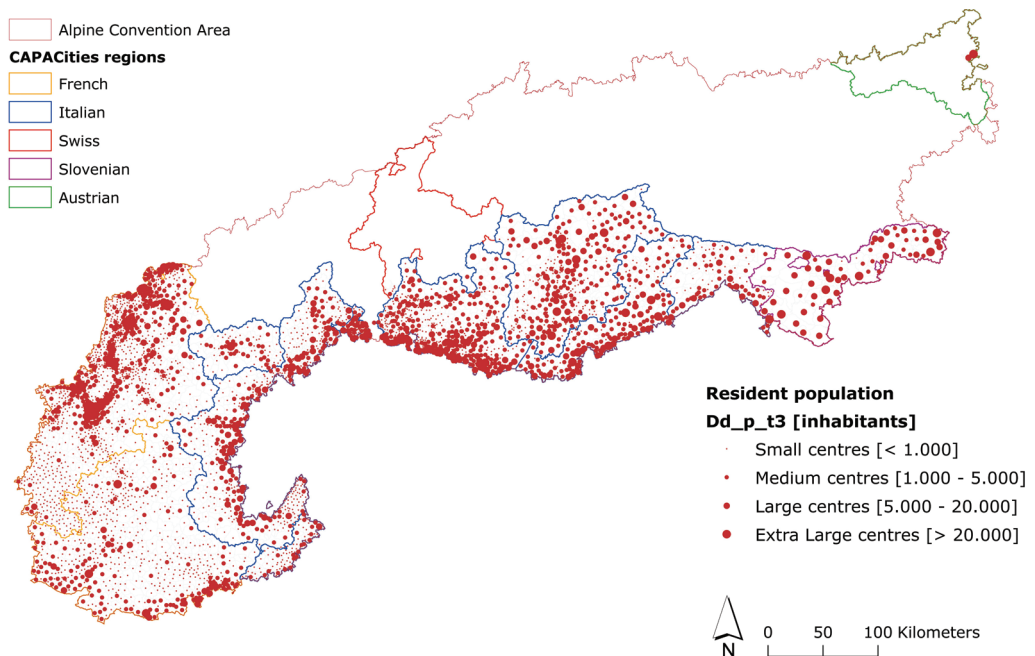 Alpine Convention Area
CAPACities regions
French
Italian
Swiss
Slovenian
Austrian
Resident population
Dd_p_t3 [inhabitants]
Small centres [< 1.000]
Medium centres [1.000 - 5.000]
Large centres [5.000 - 20.000]
Extra Large centres [> 20.000]
N
0 50 100 Kilometers